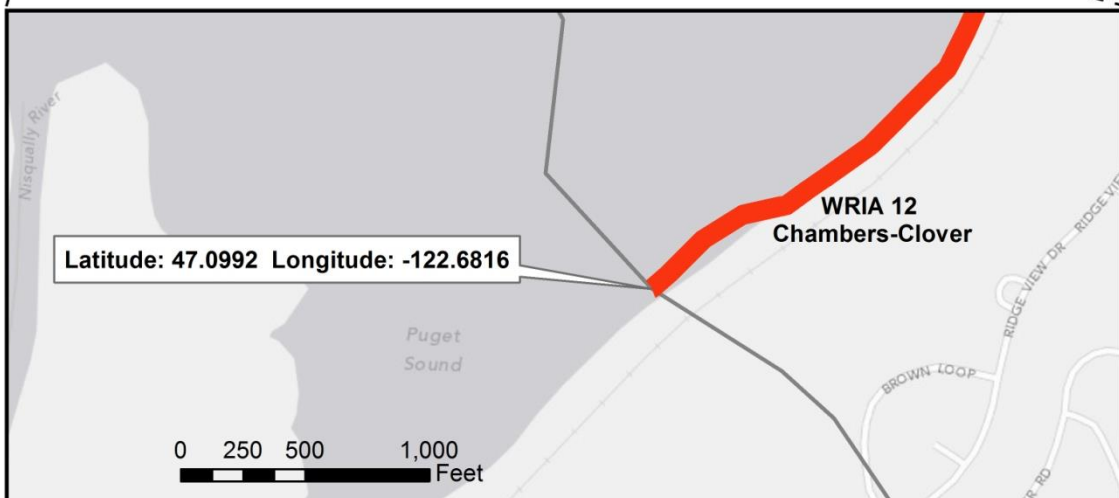 Nisqually River
WRIA 12
Chambers-Clover
Latitude: 47.0992 Longitude: -122.6816
Puget
Sound
RIDGE VIEW DR
RIDGE VIEW
BROWN LOOP
0 250 500 1,000
Feet